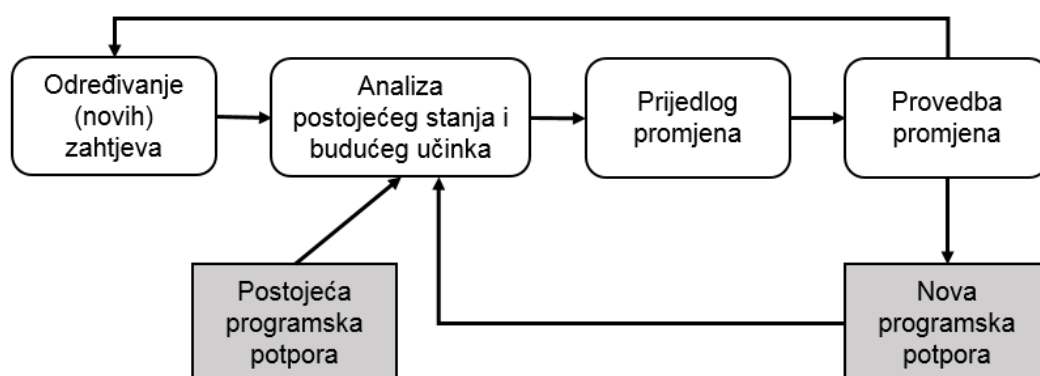 Određivanje
(novih)
zahtjeva
Analiza
postojećeg stanja i
budućeg učinka
Prijedlog
promjena
Provedba
promjena
Postojeća
programska
potpora
Nova
programska
potpora